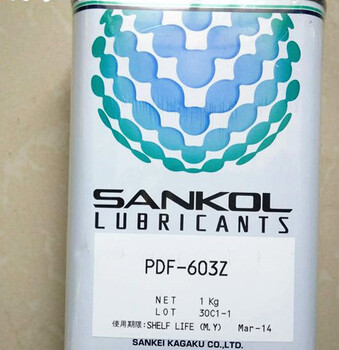 SANKOL
LUBRICANTS
PDF-603Z
NET 1 Kg
LOT 30C1-1
使用期限:SHELF LIFE (M.Y) Mar-14
SANKEI KAGAKU CO.,LTD.